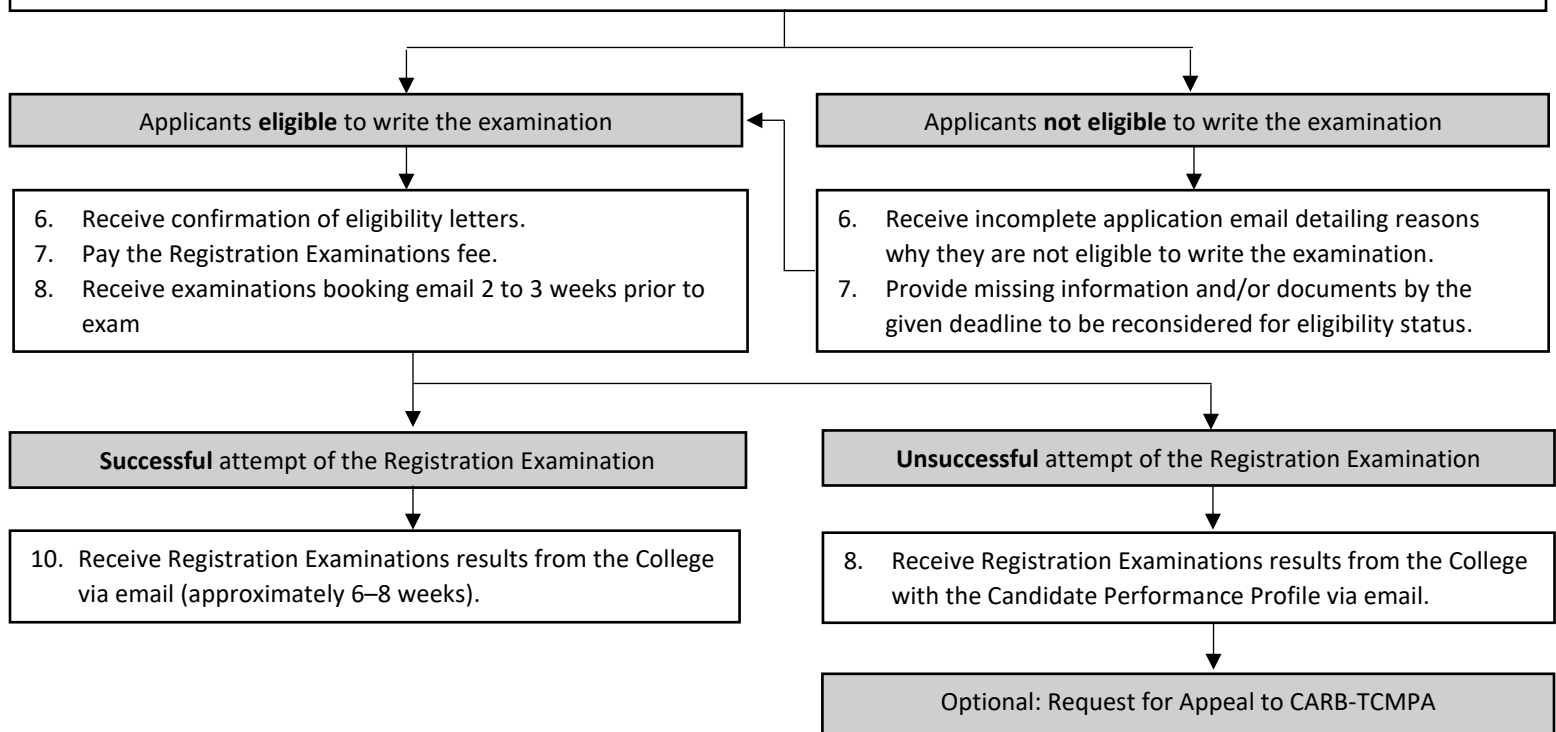 Applicants eligible to write the examination
Applicants not eligible to write the examination
6. Receive confirmation of eligibility letters.
7. Pay the Registration Examinations fee.
8. Receive examinations booking email 2 to 3 weeks prior to
exam
6. Receive incomplete application email detailing reasons
why they are not eligible to write the examination.
7. Provide missing information and/or documents by the
given deadline to be reconsidered for eligibility status.
Successful attempt of the Registration Examination
Unsuccessful attempt of the Registration Examination
10. Receive Registration Examinations results from the College
via email (approximately 6–8 weeks).
8. Receive Registration Examinations results from the College
with the Candidate Performance Profile via email.
Optional: Request for Appeal to CARB-TCMPA